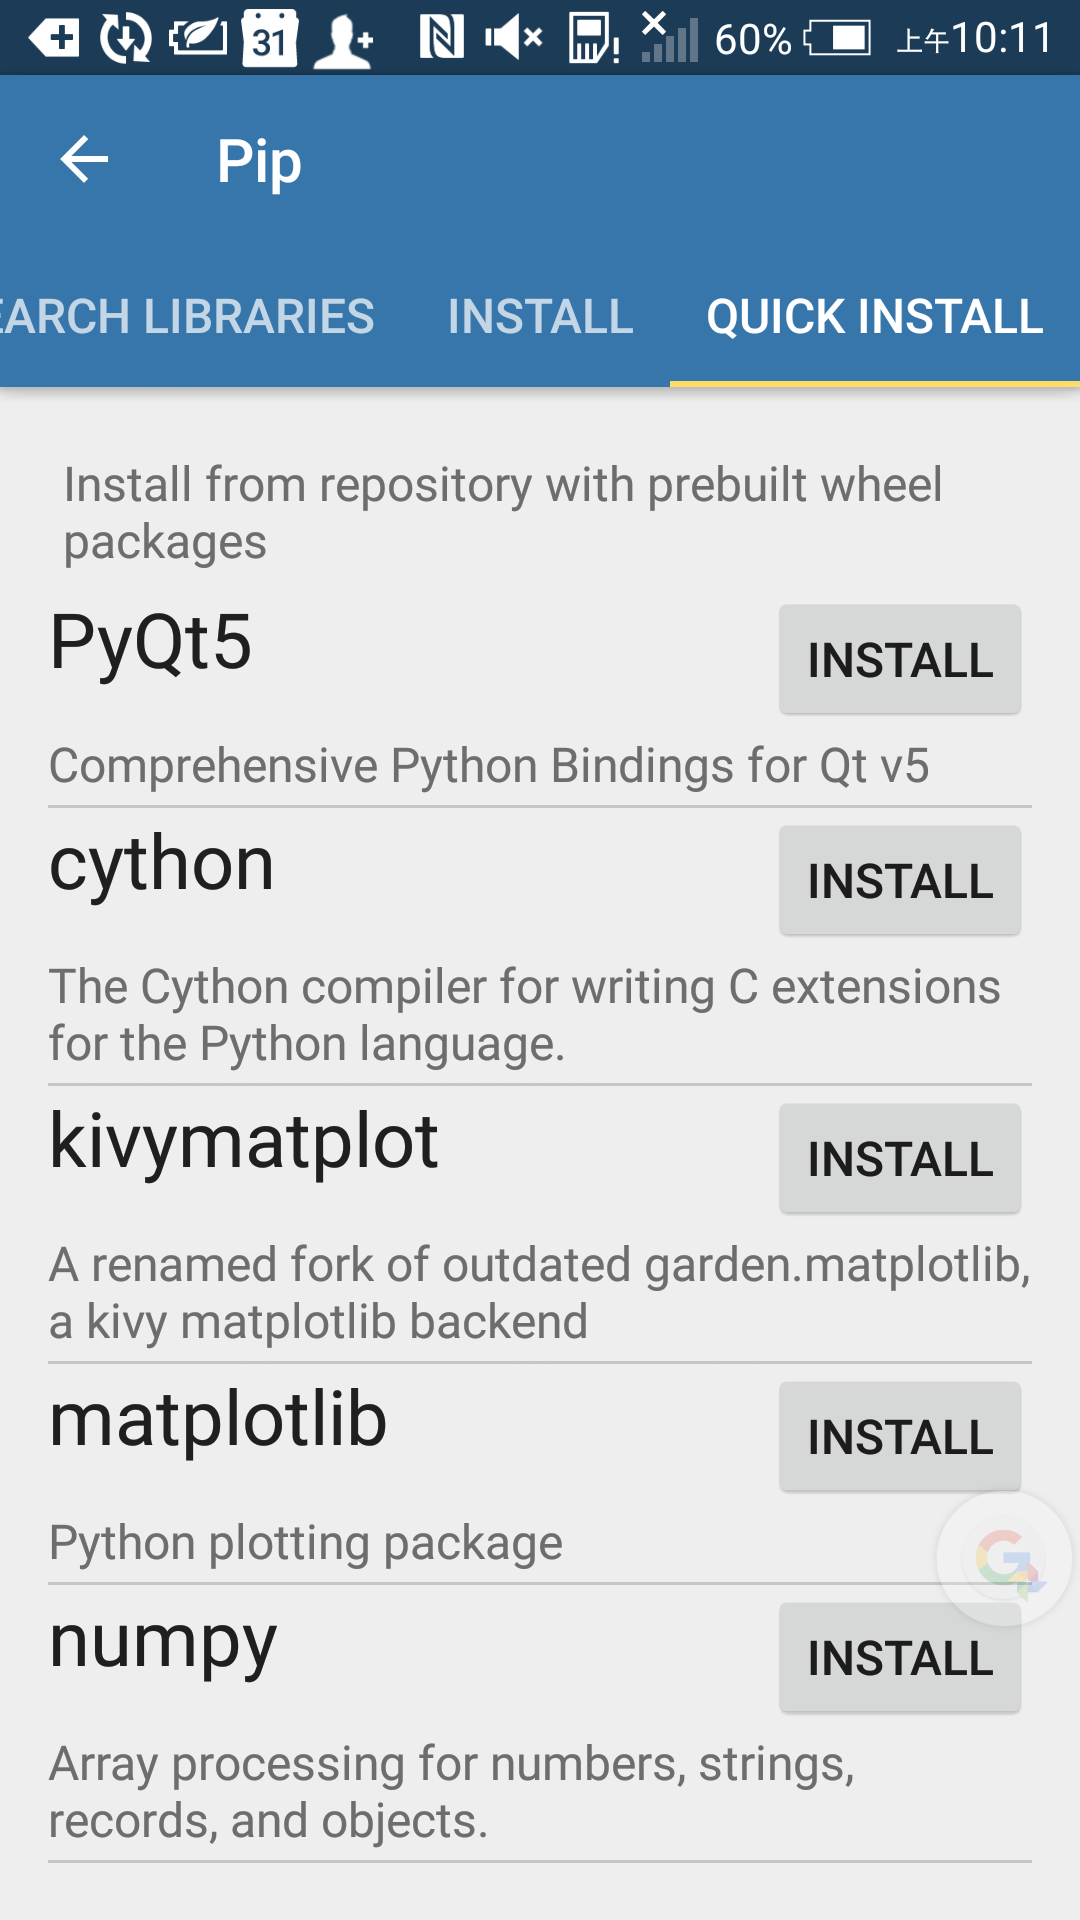 31 60% 上午10:11
Pip
EARCH LIBRARIES INSTALL QUICK INSTALL
Install from repository with prebuilt wheel
packages
PyQt5 INSTALL
Comprehensive Python Bindings for Qt v5
cython INSTALL
The Cython compiler for writing C extensions
for the Python language.
kivymatplot INSTALL
A renamed fork of outdated garden.matplotlib,
a kivy matplotlib backend
matplotlib INSTALL
Python plotting package
numpy INSTALL
Array processing for numbers, strings,
records, and objects.